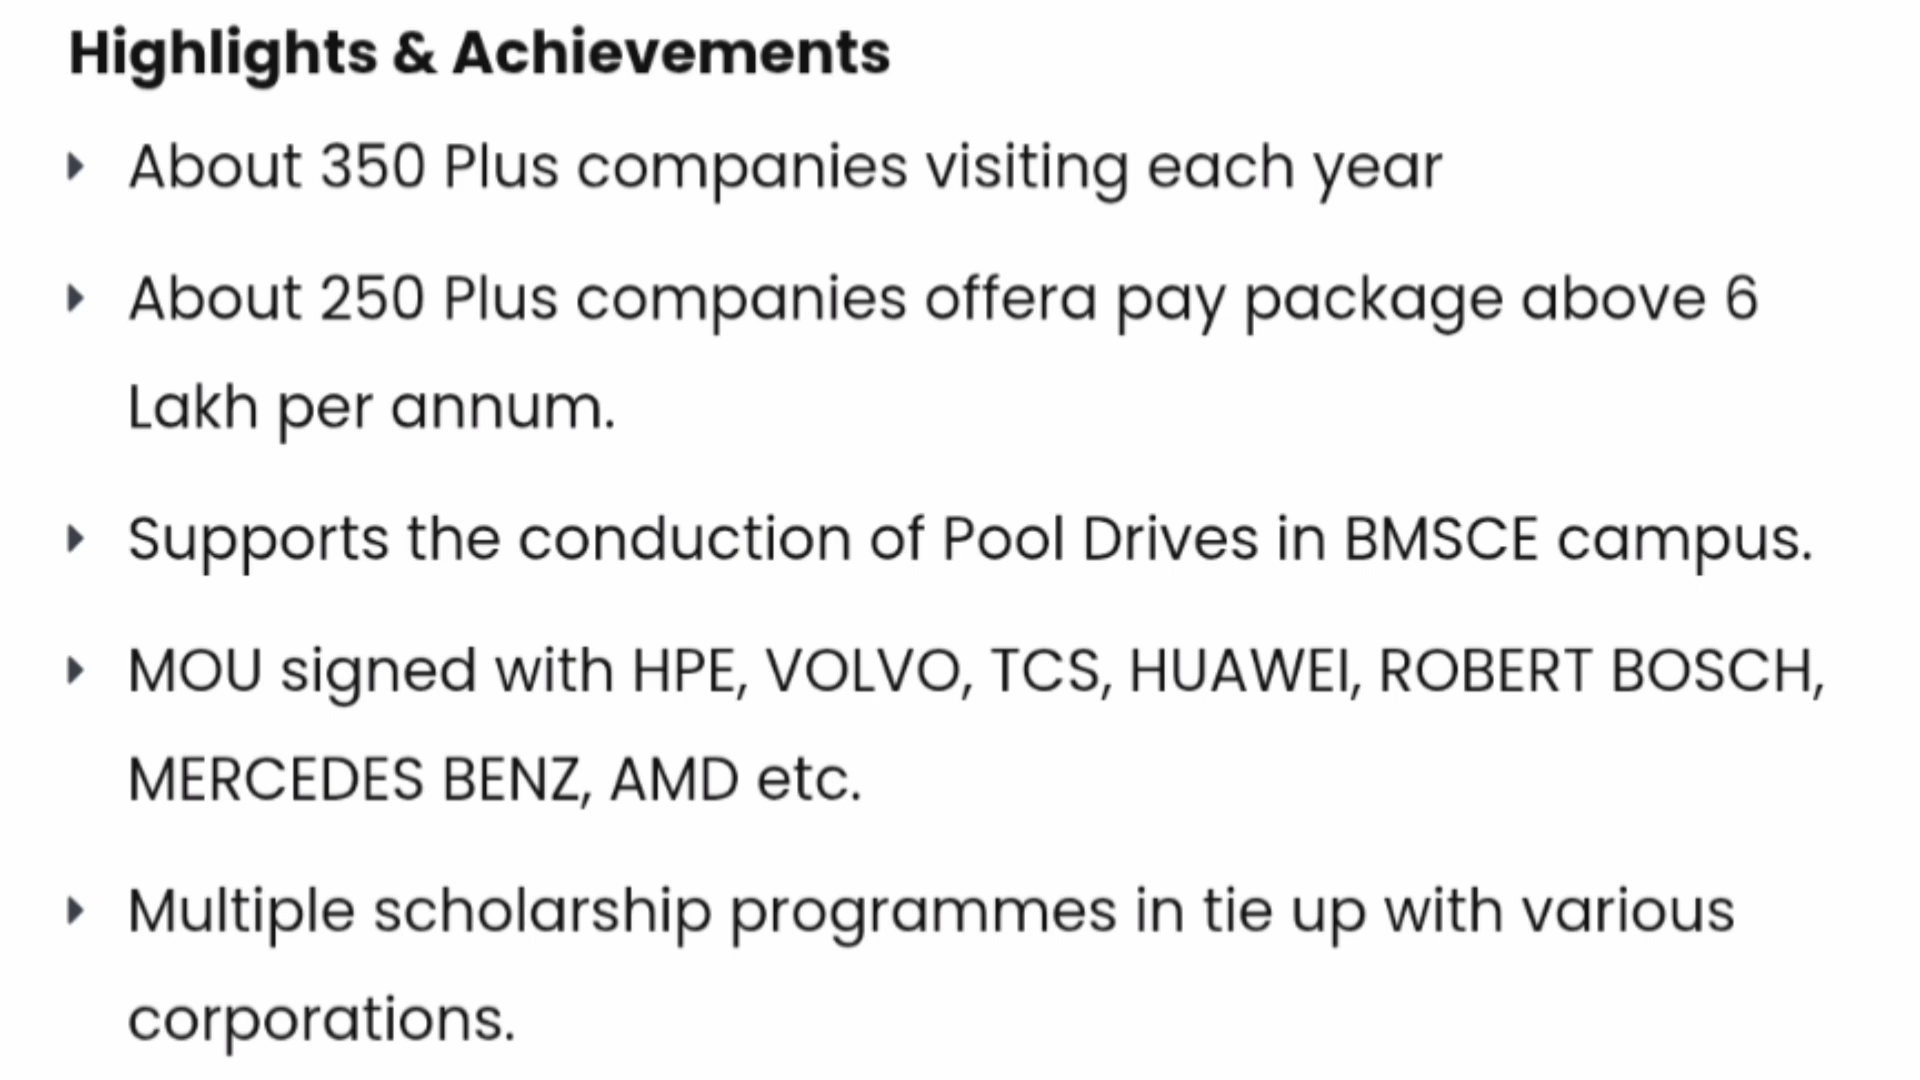 Highlights & Achievements
About 350 Plus companies visiting each year
About 250 Plus companies offera pay package above 6
Lakh per annum.
Supports the conduction of Pool Drives in BMSCE campus.
MOU signed with HPE, VOLVO, TCS, HUAWEI, ROBERT BOSCH,
MERCEDES BENZ, AMD etc.
Multiple scholarship programmes in tie up with various
corporations.